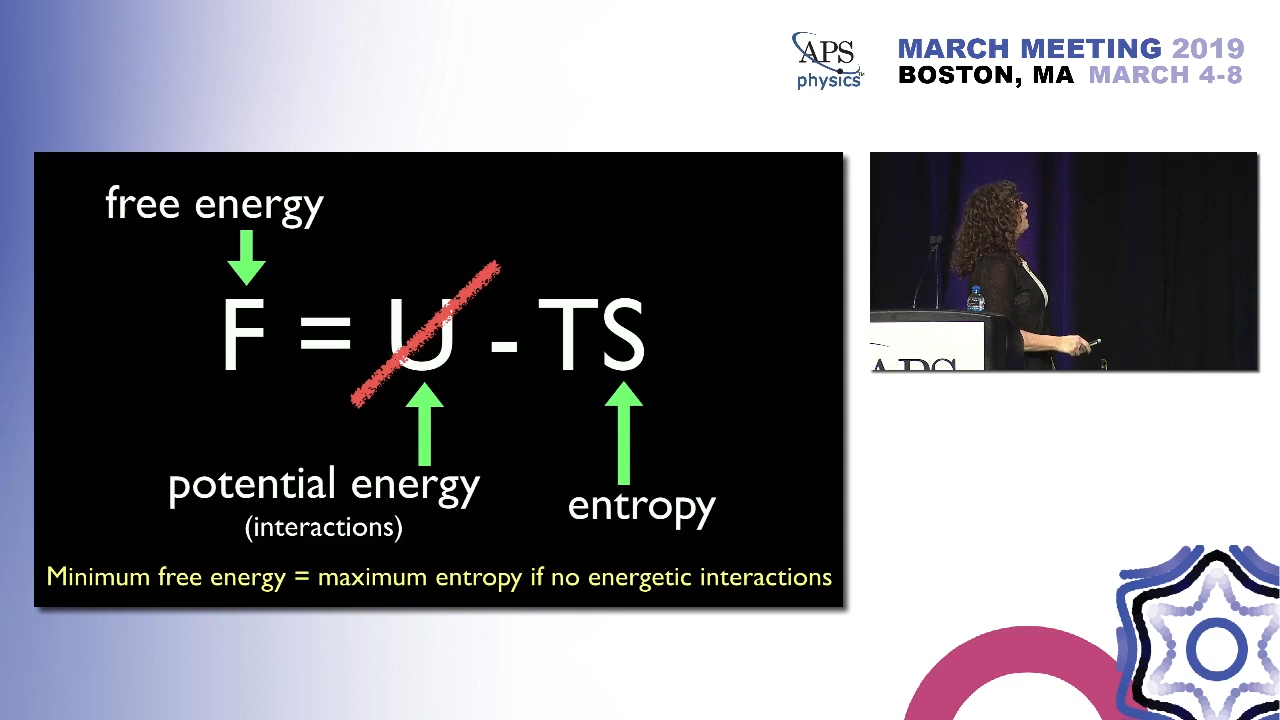 APS
physics
MARCH MEETING 2019
BOSTON, MA MARCH 4-8
free energy
F = U - TS
potential energy
(interactions)
entropy
Minimum free energy = maximum entropy if no energetic interactions
APS